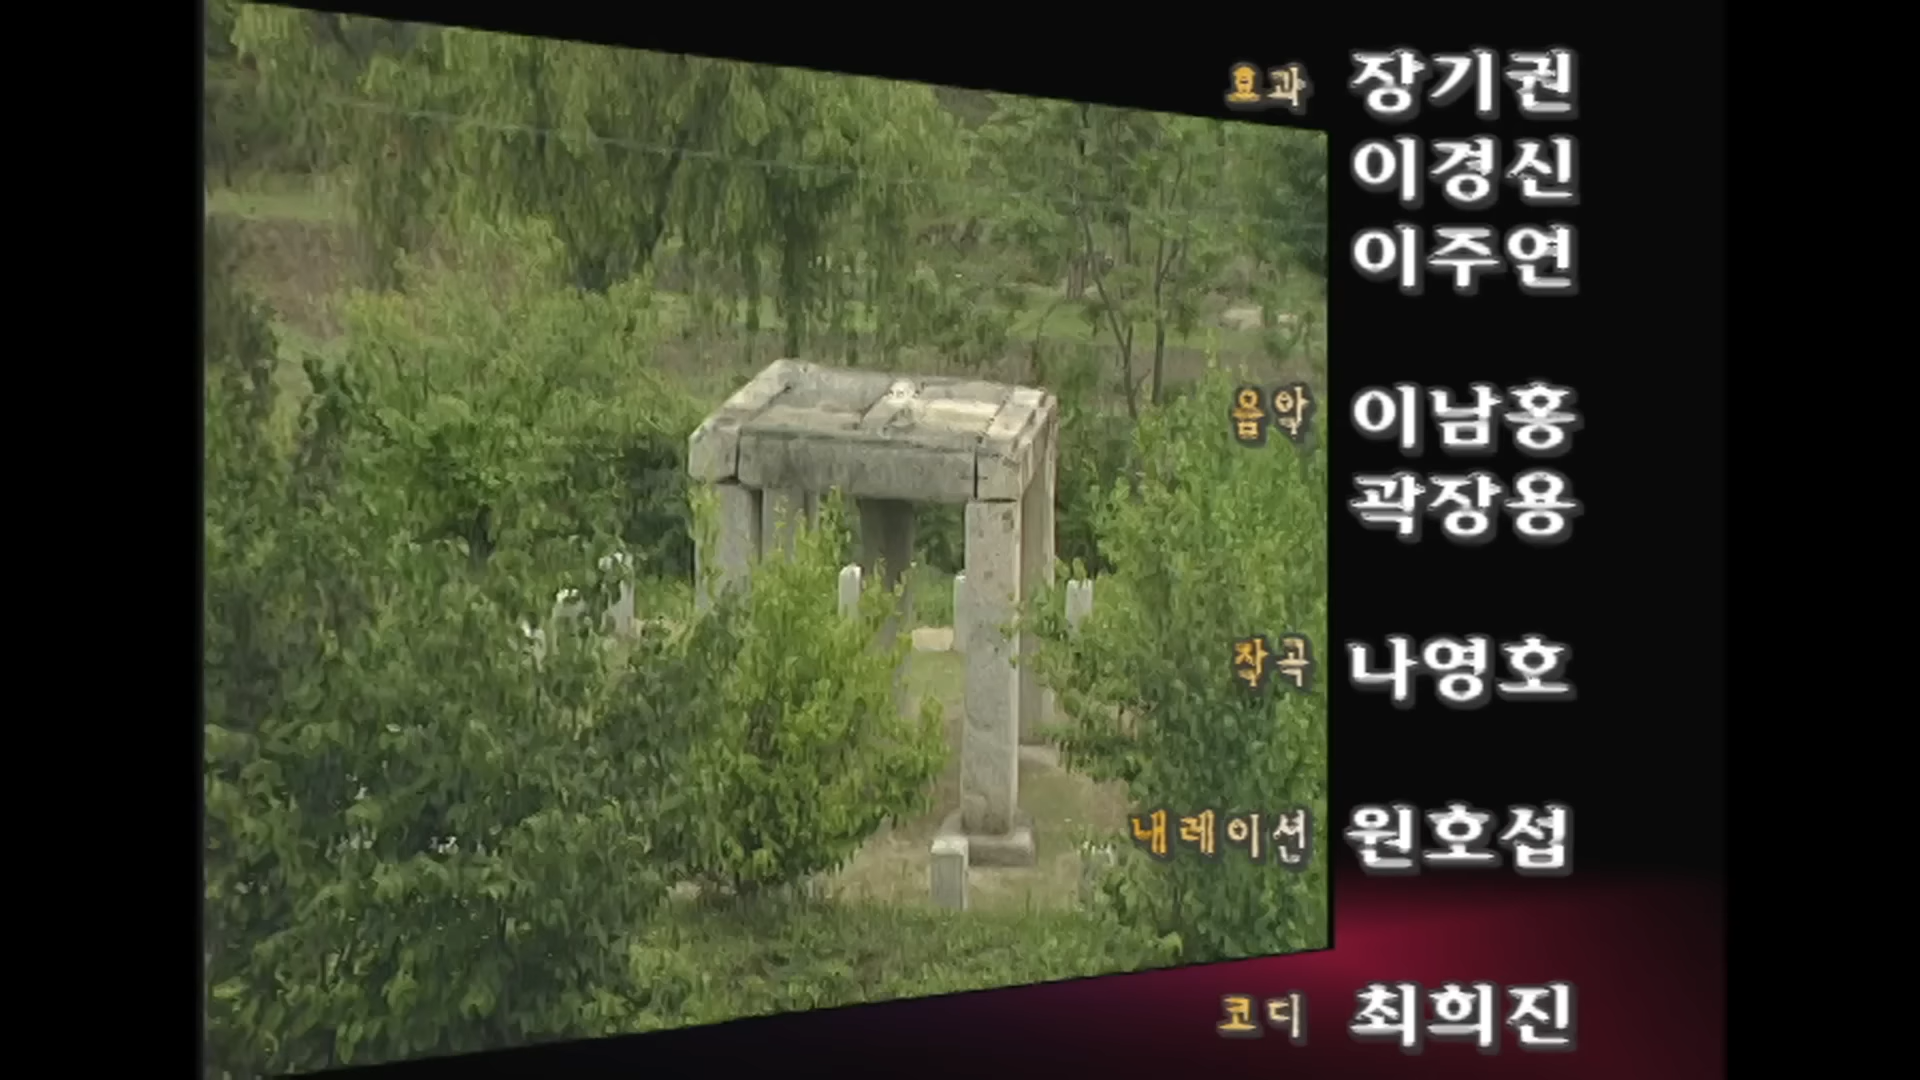 효과 장기권
이경신
이주연
음악 이남홍
곽장용
작곡 나영호
내레이션 원호섭
코디 최희진